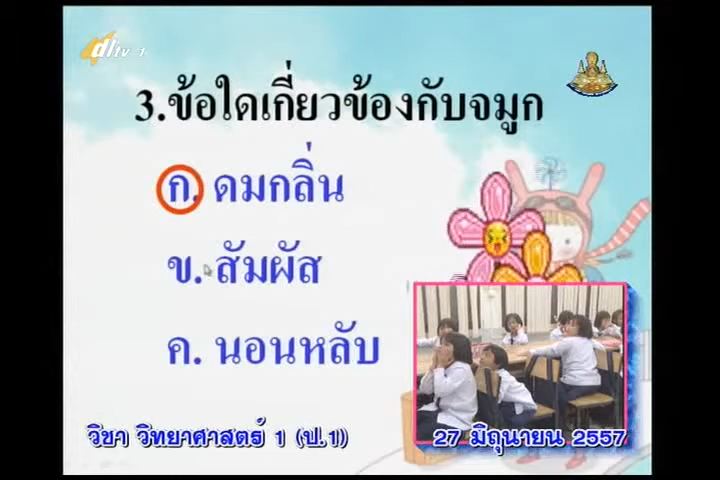 dltv 1
3.ข้อใดเกี่ยวข้องกับจมูก
ก. ดมกลิ่น
ข. สัมผัส
ค. นอนหลับ
วิชา วิทยาศาสตร์ 1 (ป.1)
27 มิถุนายน 2557